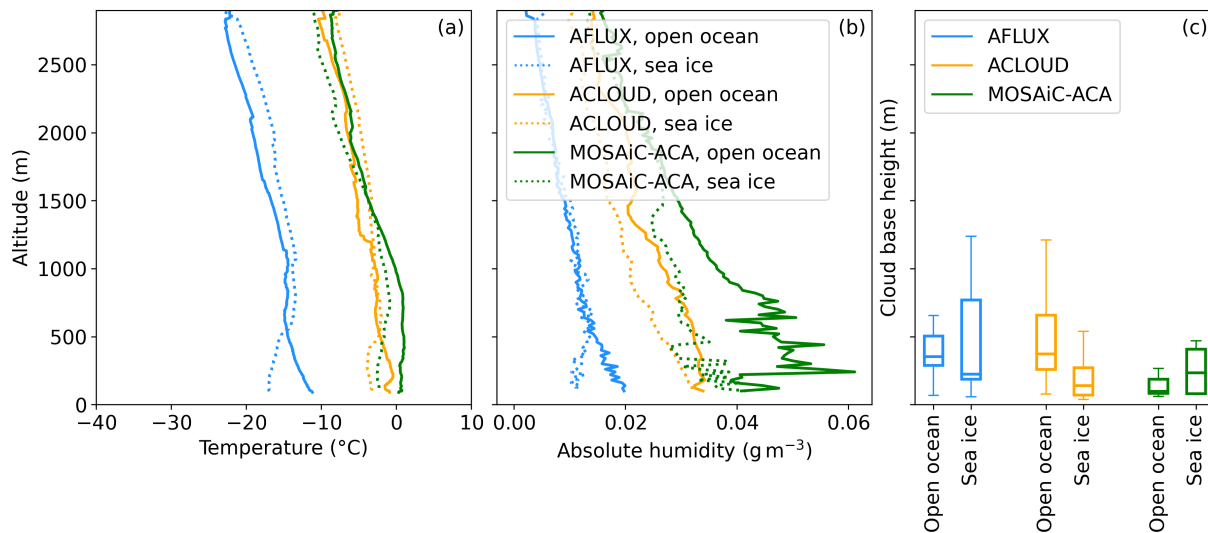 (a)
2500
2000
1500
1000
500
0
Altitude (m)
−40
−30
−20
−10
0
10
Temperature (°C)
(b)
AFLUX, open ocean
AFLUX, sea ice
ACLOUD, open ocean
ACLOUD, sea ice
MOSAiC-ACA, open ocean
MOSAiC-ACA, sea ice
0.00
0.02
0.04
0.06
Absolute humidity (g m⁻³)
(c)
AFLUX
ACLOUD
MOSAiC-ACA
Cloud base height (m)
Open ocean
Sea ice
Open ocean
Sea ice
Open ocean
Sea ice